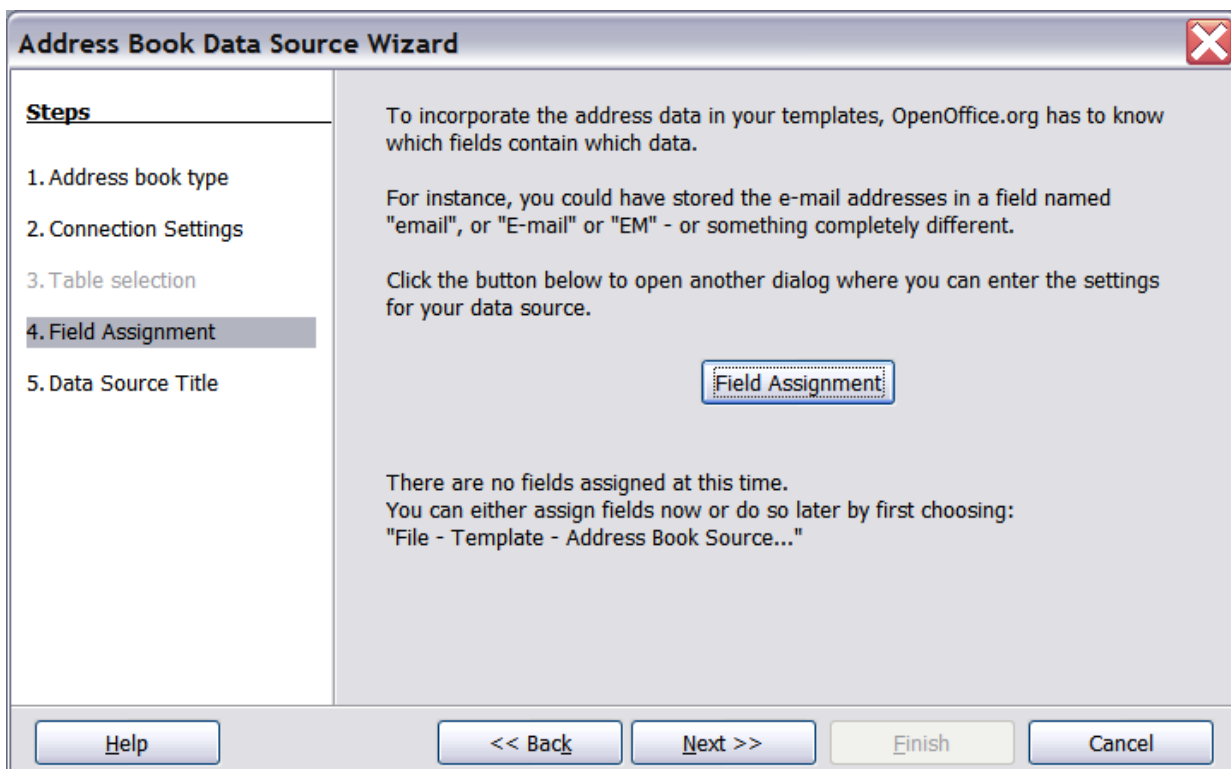 Address Book Data Source Wizard
Steps
1. Address book type
2. Connection Settings
3. Table selection
4. Field Assignment
5. Data Source Title
To incorporate the address data in your templates, OpenOffice.org has to know
which fields contain which data.
For instance, you could have stored the e-mail addresses in a field named
"email", or "E-mail" or "EM" - or something completely different.
Click the button below to open another dialog where you can enter the settings
for your data source.
Field Assignment
There are no fields assigned at this time.
You can either assign fields now or do so later by first choosing:
"File - Template - Address Book Source..."
Help
<< Back
Next >>
Finish
Cancel